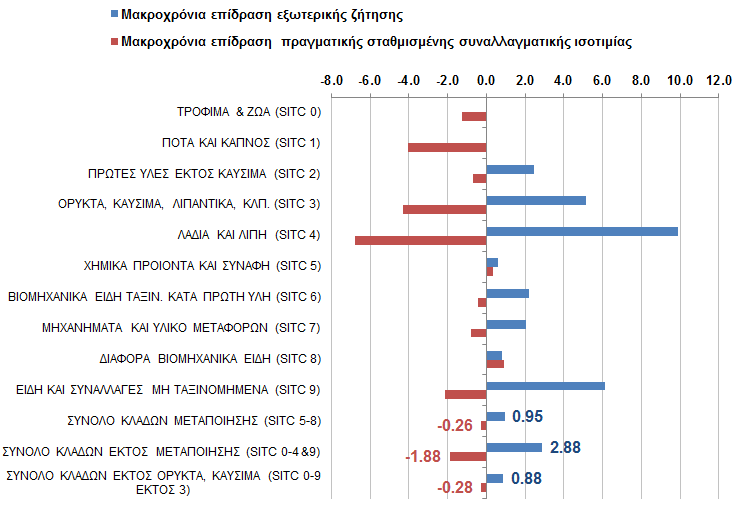 Μακροχρόνια επίδραση εξωτερικής ζήτησης
Μακροχρόνια επίδραση πραγματικής σταθμισμένης συναλλαγματικής ισοτιμίας
-8.0 -6.0 -4.0 -2.0 0.0 2.0 4.0 6.0 8.0 10.0 12.0
ΤΡΟΦΙΜΑ & ΖΩΑ (SITC 0)
ΠΟΤΑ ΚΑΙ ΚΑΠΝΟΣ (SITC 1)
ΠΡΩΤΕΣ ΥΛΕΣ ΕΚΤΟΣ ΚΑΥΣΙΜΑ (SITC 2)
ΟΡΥΚΤΑ, ΚΑΥΣΙΜΑ, ΛΙΠΑΝΤΙΚΑ, ΚΛΠ. (SITC 3)
ΛΑΔΙΑ ΚΑΙ ΛΙΠΗ (SITC 4)
ΧΗΜΙΚΑ ΠΡΟΙΟΝΤΑ ΚΑΙ ΣΥΝΑΦΗ (SITC 5)
ΒΙΟΜΗΧΑΝΙΚΑ ΕΙΔΗ ΤΑΞΙΝ. ΚΑΤΑ ΠΡΩΤΗ ΥΛΗ (SITC 6)
ΜΗΧΑΝΗΜΑΤΑ ΚΑΙ ΥΛΙΚΟ ΜΕΤΑΦΟΡΩΝ (SITC 7)
ΔΙΑΦΟΡΑ ΒΙΟΜΗΧΑΝΙΚΑ ΕΙΔΗ (SITC 8)
ΕΙΔΗ ΚΑΙ ΣΥΝΑΛΛΑΓΕΣ ΜΗ ΤΑΞΙΝΟΜΗΜΕΝΑ (SITC 9)
ΣΥΝΟΛΟ ΚΛΑΔΩΝ ΜΕΤΑΠΟΙΗΣΗΣ (SITC 5-8) -0.26 0.95
ΣΥΝΟΛΟ ΚΛΑΔΩΝ ΕΚΤΟΣ ΜΕΤΑΠΟΙΗΣΗΣ (SITC 0-4 &9) -1.88 2.88
ΣΥΝΟΛΟ ΚΛΑΔΩΝ ΕΚΤΟΣ ΟΡΥΚΤΑ, ΚΑΥΣΙΜΑ (SITC 0-9
ΕΚΤΟΣ 3) -0.28 0.88